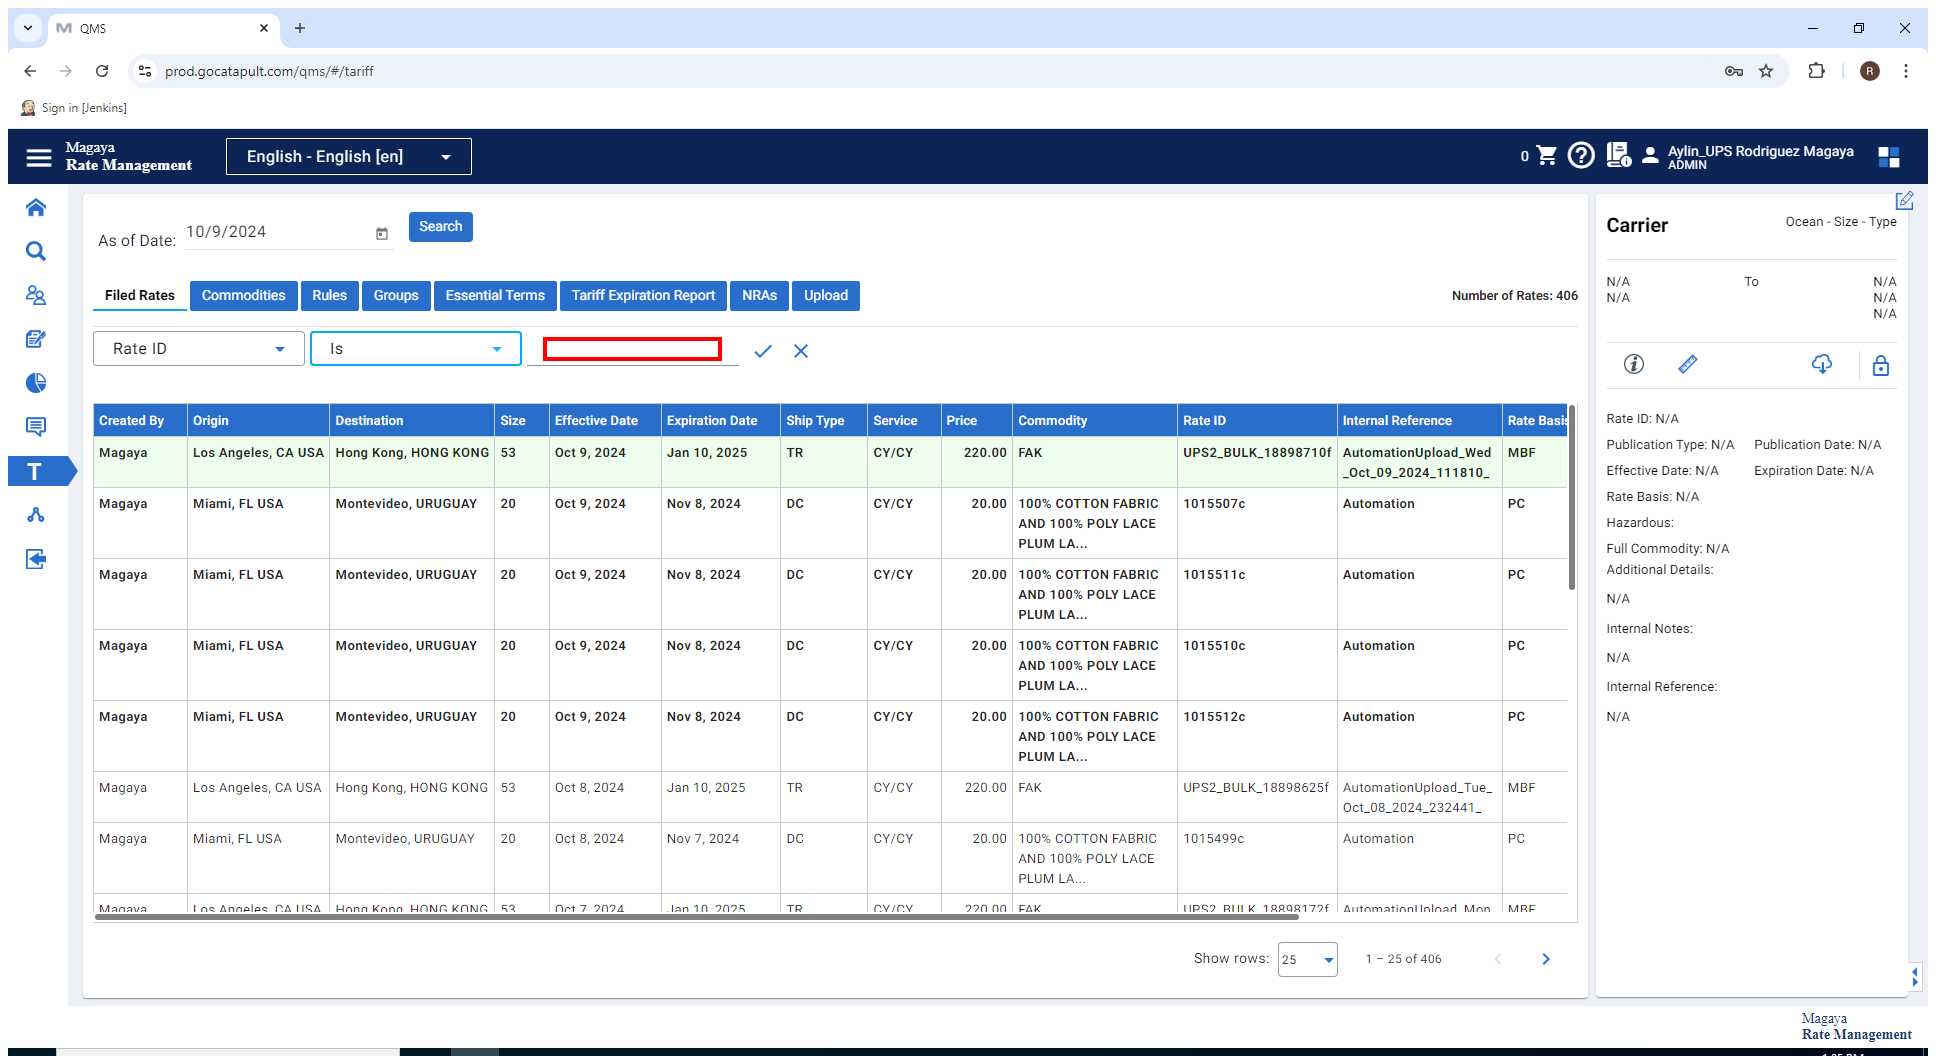 QMS
prod.gocatapult.com/qms/#/tariff
R
Sign in [Jenkins]
Magaya
Rate Management
English - English [en]
0
Aylin_UPS Rodriguez Magaya
ADMIN
As of Date:
10/9/2024
Search
Filed Rates
Commodities
Rules
Groups
Essential Terms
Tariff Expiration Report
NRAs
Upload
Number of Rates: 406
Rate ID
Is
T
Created By Origin Destination Size Effective Date Expiration Date Ship Type Service Price Commodity Rate ID Internal Reference Rate Basis
Magaya Los Angeles, CA USA Hong Kong, HONG KONG 53 Oct 9, 2024 Jan 10, 2025 TR CY/CY 220.00 FAK UPS2_BULK_18898710f AutomationUpload_Wed MBF
_Oct_09_2024_111810_
Magaya Miami, FL USA Montevideo, URUGUAY 20 Oct 9, 2024 Nov 8, 2024 DC CY/CY 20.00 100% COTTON FABRIC 1015507c Automation PC
AND 100% POLY LACE
PLUM LA...
Magaya Miami, FL USA Montevideo, URUGUAY 20 Oct 9, 2024 Nov 8, 2024 DC CY/CY 20.00 100% COTTON FABRIC 1015511c Automation PC
AND 100% POLY LACE
PLUM LA...
Magaya Miami, FL USA Montevideo, URUGUAY 20 Oct 9, 2024 Nov 8, 2024 DC CY/CY 20.00 100% COTTON FABRIC 1015510c Automation PC
AND 100% POLY LACE
PLUM LA...
Magaya Miami, FL USA Montevideo, URUGUAY 20 Oct 9, 2024 Nov 8, 2024 DC CY/CY 20.00 100% COTTON FABRIC 1015512c Automation PC
AND 100% POLY LACE
PLUM LA...
Magaya Los Angeles, CA USA Hong Kong, HONG KONG 53 Oct 8, 2024 Jan 10, 2025 TR CY/CY 220.00 FAK UPS2_BULK_18898625f AutomationUpload_Tue_ MBF
Oct_08_2024_232441_
Magaya Miami, FL USA Montevideo, URUGUAY 20 Oct 8, 2024 Nov 7, 2024 DC CY/CY 20.00 100% COTTON FABRIC 1015499c Automation PC
AND 100% POLY LACE
PLUM LA...
Magaya Los Angeles, CA USA Hong Kong, HONG KONG 53 Oct 7, 2024 Jan 10, 2025 TR CY/CY 220.00 FAK UPS2_BULK_18898172f AutomationUpload_Mon MBF
Show rows: 25 1 – 25 of 406
Carrier
Ocean - Size - Type
N/A To N/A
N/A N/A
N/A
Rate ID: N/A
Publication Type: N/A Publication Date: N/A
Effective Date: N/A Expiration Date: N/A
Rate Basis: N/A
Hazardous:
Full Commodity: N/A
Additional Details:
N/A
Internal Notes:
N/A
Internal Reference:
N/A
Magaya
Rate Management